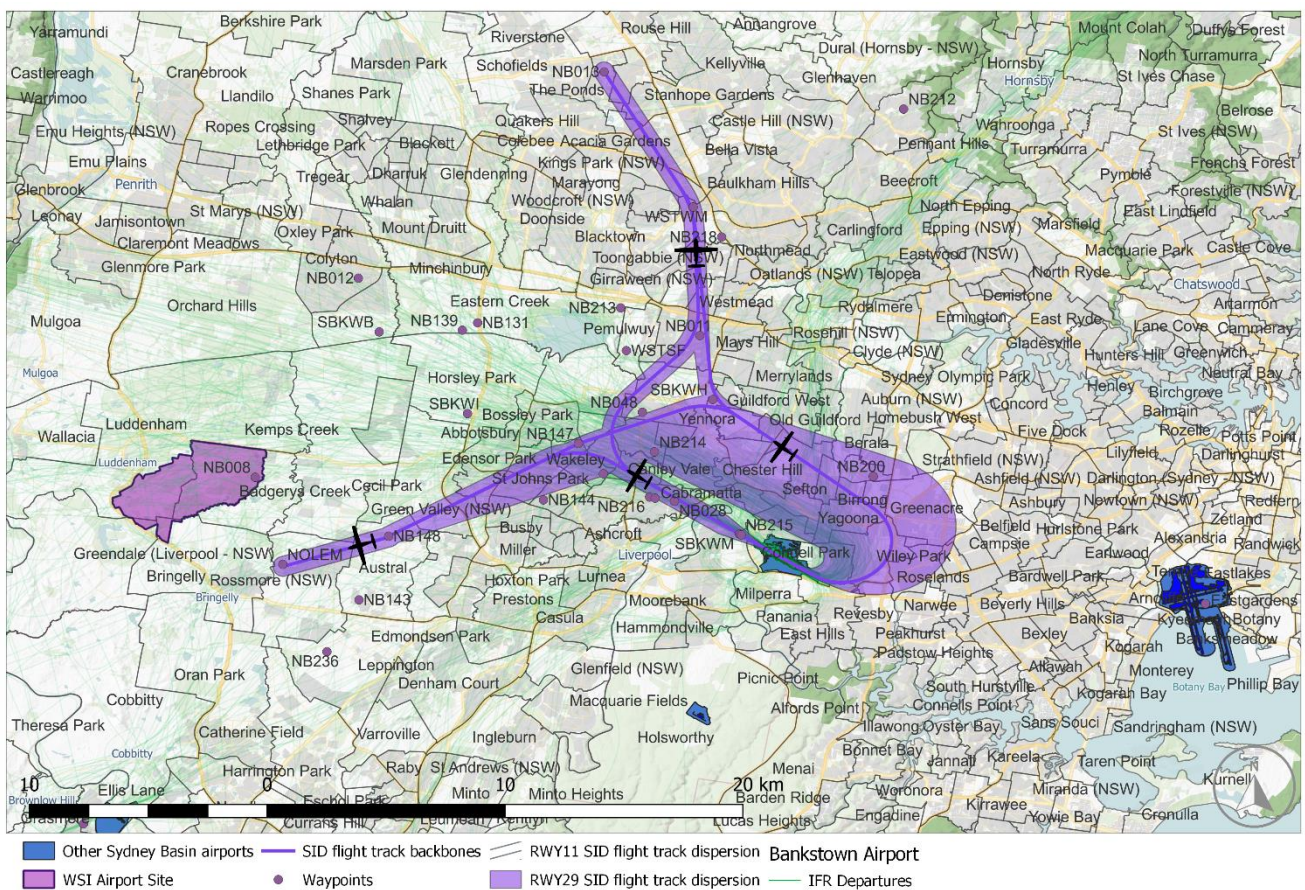 Yarramundi
Berkshire Park
Riverstone
Rouse Hill
Annangrove
Mount Colah
Duffys Forest
Castlereagh
Cranebrook
Marsden Park
Schofields
NB013
The Ponds
Kellyville
Dural (Hornsby - NSW)
Glenhaven
Hornsby
Hornsby
North Turramurra
St Ives Chase
Warrimoo
Llandilo
Shanes Park
Stanhope Gardens
NB212
Belrose
Emu Heights (NSW)
Ropes Crossing
Shalvey
Quakers Hill
Castle Hill (NSW)
Wahroonga
St Ives (NSW)
Lethbridge Park
Blackett
Colebee
Acacia Gardens
Bella Vista
Pennant Hills
Turramurra
Emu Plains
Tregear
Dharruk
Glendenning
Kings Park (NSW)
Frenchs Forest
Glenbrook
Penrith
Whalan
Marayong
Baulkham Hills
Beecroft
Pymble
Forestville (NSW)
Leonay
Jamisontown
St Marys (NSW)
Woodcroft (NSW)
WSTWM
North Epping
East Lindfield
Oxley Park
Mount Druitt
Doonside
Carlingford
Epping (NSW)
Marsfield
Claremont Meadows
Blacktown
NB218
Northmead
Macquarie Park
Castle Cove
Glenmore Park
Colyton
NB012
Minchinbury
Toongabbie (NSW)
Girraween (NSW)
Oatlands (NSW)
Telopea
Eastwood (NSW)
North Ryde
Chatswood
Orchard Hills
Eastern Creek
NB213
Westmead
Rydalmere
Denistone
Artarmon
Mulgoa
SBKWB
NB139
NB131
Pemulwuy
NB011
Rosehill (NSW)
Ermington
East Ryde
Lane Cove
Cammeray
WSTSF
Mays Hill
Clyde (NSW)
Gladesville
Hunters Hill
Greenwich
Mulgoa
Horsley Park
Merrylands
Sydney Olympic Park
Henley
Neutral Bay
SBKWI
Bossley Park
NB048
SBKWH
Guildford West
Auburn (NSW)
Concord
Birchgrove
Luddenham
Kemps Creek
Abbotsbury
NB147
Yennora
Old Guildford
Homebush West
Balmain
Wallacia
Five Dock
Rozelle
Potts Point
Luddenham
NB008
Edensor Park
Wakeley
NB214
Berala
Lilyfield
Darlinghurst
Badgerys Creek
Cecil Park
St Johns Park
Canley Vale
Chester Hill
NB200
Strathfield (NSW)
Ashfield (NSW)
Darlington (Sydney - NSW)
Green Valley (NSW)
NB144
NB216
Cabramatta
Sefton
Birrong
Greenacre
Ashbury
Newtown (NSW)
Redfern
NB028
Yagoona
Belfield
Hurlstone Park
Zetland
Busby
Ashcroft
NB215
Campsie
Alexandria
Greendale (Liverpool - NSW)
NOLEM
NB148
Miller
Liverpool
SBKWM
Condell Park
Wiley Park
Earlwood
Randwick
Bringelly
Rossmore (NSW)
Austral
Hoxton Park
Lurnea
Roselands
Bardwell Park
Eastlakes
Bringelly
NB143
Prestons
Moorebank
Milperra
Revesby
Narwee
Beverly Hills
Banksia
Botany
Casula
Panania
Edmondson Park
Hammondville
East Hills
Peakhurst
Bexley
Banksmeadow
NB236
Leppington
Glenfield (NSW)
Padstow Heights
Kogarah
Oran Park
Denham Court
Picnic Point
Allawah
Monterey
Cobbitty
Macquarie Fields
Alfords Point
South Hurstville
Kogarah Bay
Botany Bay
Phillip Bay
Theresa Park
Catherine Field
Varroville
Connells Point
Holsworthy
Illawong
Oyster Bay
Sans Souci
Sandringham (NSW)
Cobbitty
Ingleburn
Bonnet Bay
Harrington Park
Raby
St Andrews (NSW)
Menai
Jannali
Kareela
Taren Point
Kurnell
10 0 10 20 km
Ellis Lane
Minto
Minto Heights
Barden Ridge
Woronora
Miranda (NSW)
Brownlow Hill
Kirrawee
Grasmere
Currans Hill
Lucas Heights
Engadine
Yowie Bay
Cronulla
Other Sydney Basin airports
SID flight track backbones
RWY11 SID flight track dispersion
Bankstown Airport
WSI Airport Site
Waypoints
RWY29 SID flight track dispersion
IFR Departures